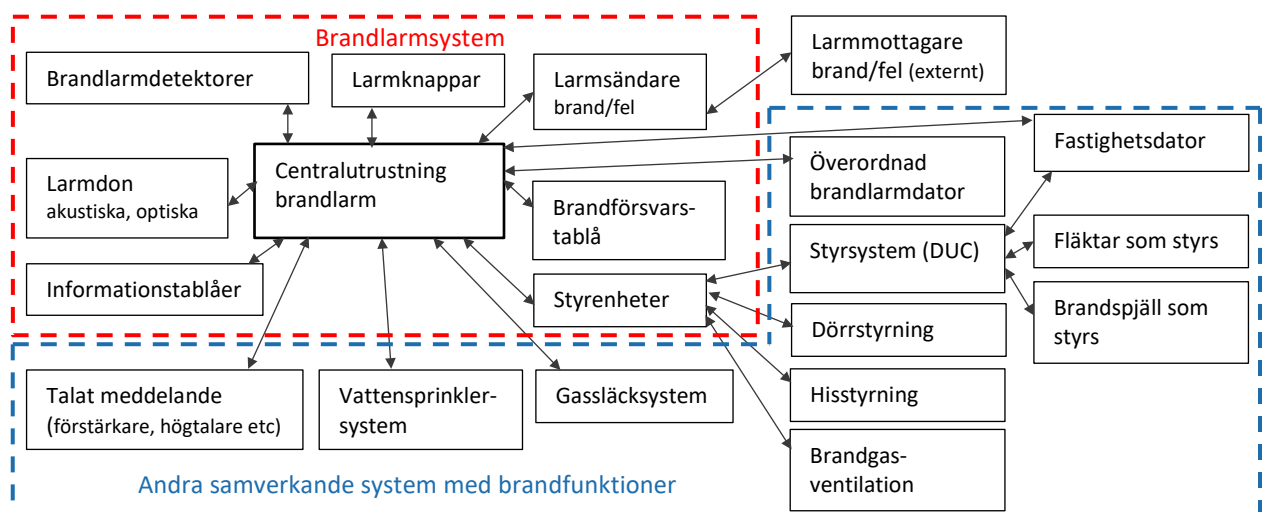 Brandlarmsystem
Brandlarmdetektorer
Larmknappar
Larmsändare
brand/fel
Larmmottagare
brand/fel (externt)
Larmdon
akustiska, optiska
Centralutrustning
brandlarm
Brandförsvars-
tablå
Överordnad
brandlarmdator
Fastighetsdator
Informationstablåer
Styrenheter
Styrsystem (DUC)
Fläktar som styrs
Dörrstyrning
Brandspjäll som
styrs
Talat meddelande
(förstärkare, högtalare etc)
Vattensprinkler-
system
Gassläcksystem
Hisstyrning
Brandgas-
ventilation
Andra samverkande system med brandfunktioner